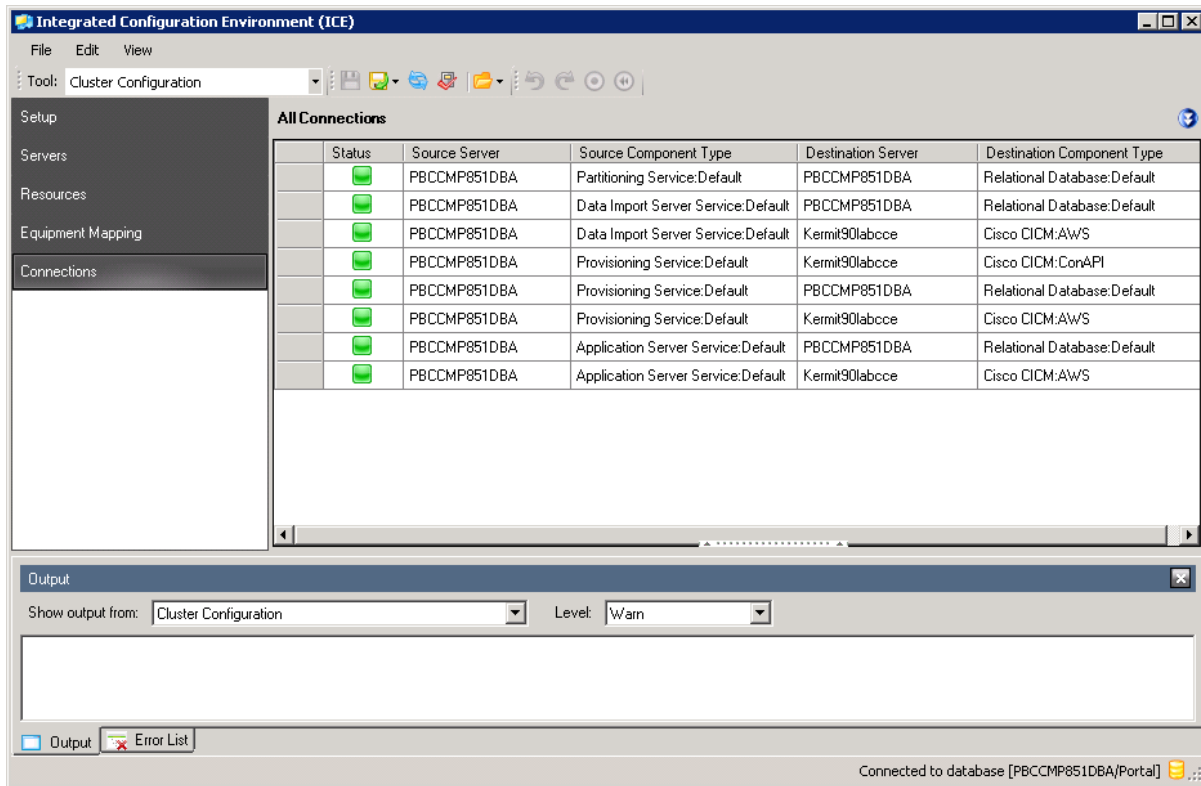 Integrated Configuration Environment (ICE)
File Edit View
Tool: Cluster Configuration
Setup
Servers
Resources
Equipment Mapping
Connections
All Connections
Status Source Server Source Component Type Destination Server Destination Component Type
PBCCMP851DBA Partitioning Service:Default PBCCMP851DBA Relational Database:Default
PBCCMP851DBA Data Import Server Service:Default PBCCMP851DBA Relational Database:Default
PBCCMP851DBA Data Import Server Service:Default Kermit90labcce Cisco CICM:AWS
PBCCMP851DBA Provisioning Service:Default Kermit90labcce Cisco CICM:ConAPI
PBCCMP851DBA Provisioning Service:Default PBCCMP851DBA Relational Database:Default
PBCCMP851DBA Provisioning Service:Default Kermit90labcce Cisco CICM:AWS
PBCCMP851DBA Application Server Service:Default PBCCMP851DBA Relational Database:Default
PBCCMP851DBA Application Server Service:Default Kermit90labcce Cisco CICM:AWS
Output
Show output from: Cluster Configuration Level: Warn
Output Error List
Connected to database [PBCCMP851DBA/Portal]